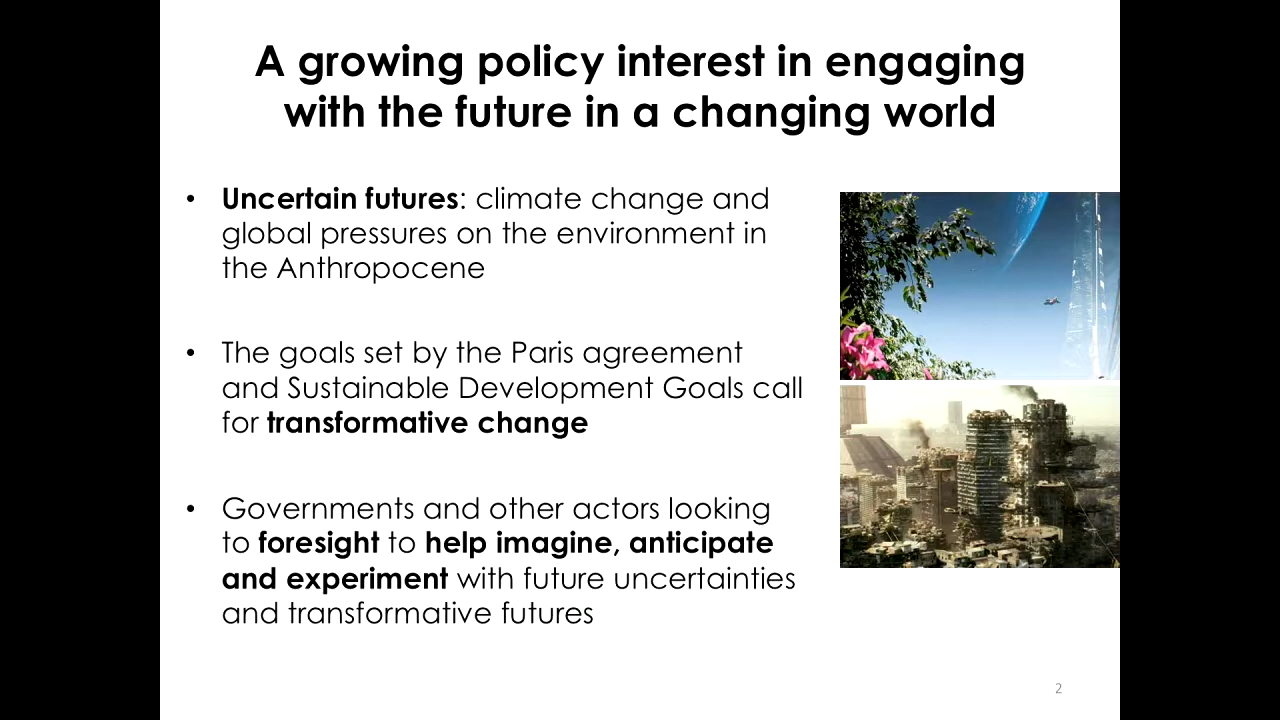 A growing policy interest in engaging
with the future in a changing world
• Uncertain futures: climate change and
global pressures on the environment in
the Anthropocene
• The goals set by the Paris agreement
and Sustainable Development Goals call
for transformative change
• Governments and other actors looking
to foresight to help imagine, anticipate
and experiment with future uncertainties
and transformative futures
2